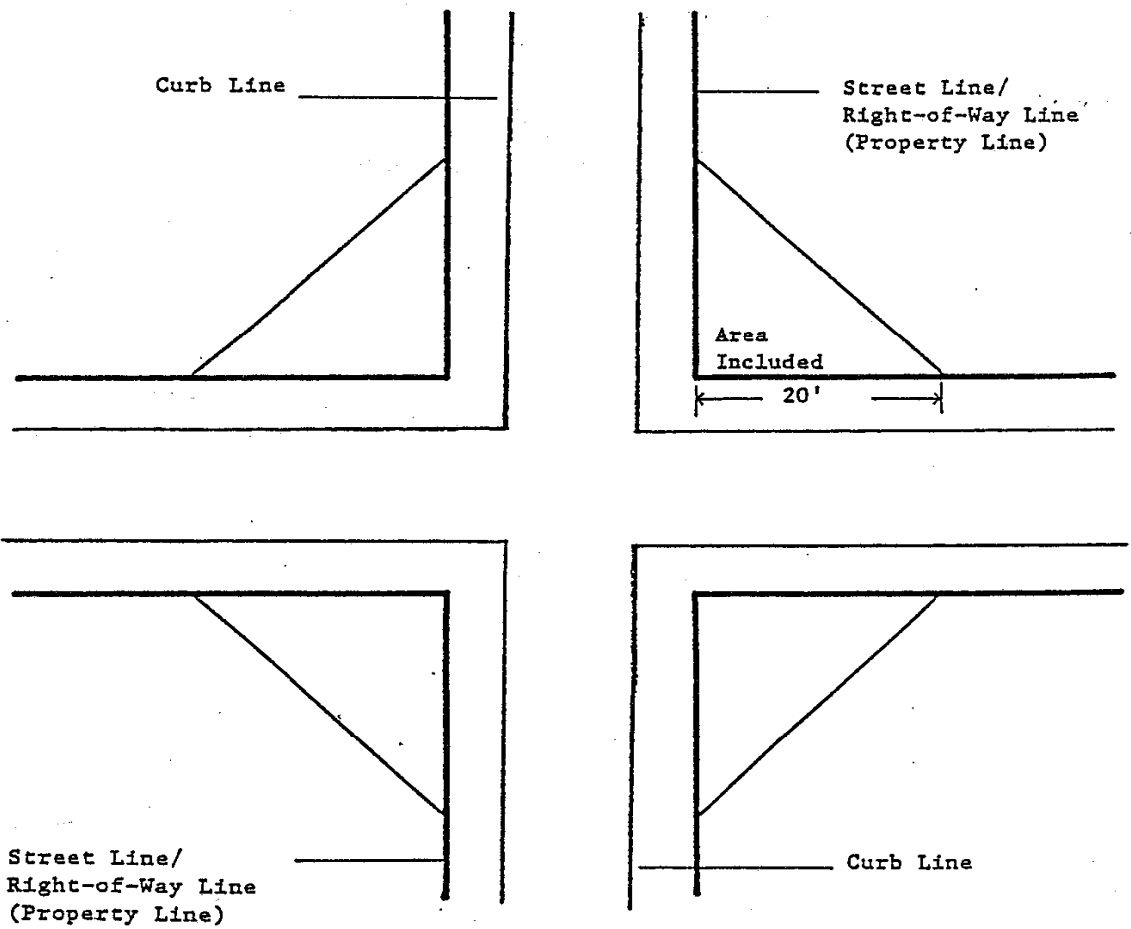 Curb Line
Street Line/
Right-of-Way Line
(Property Line)
Area
Included
20'
Street Line/
Right-of-Way Line
(Property Line)
Curb Line